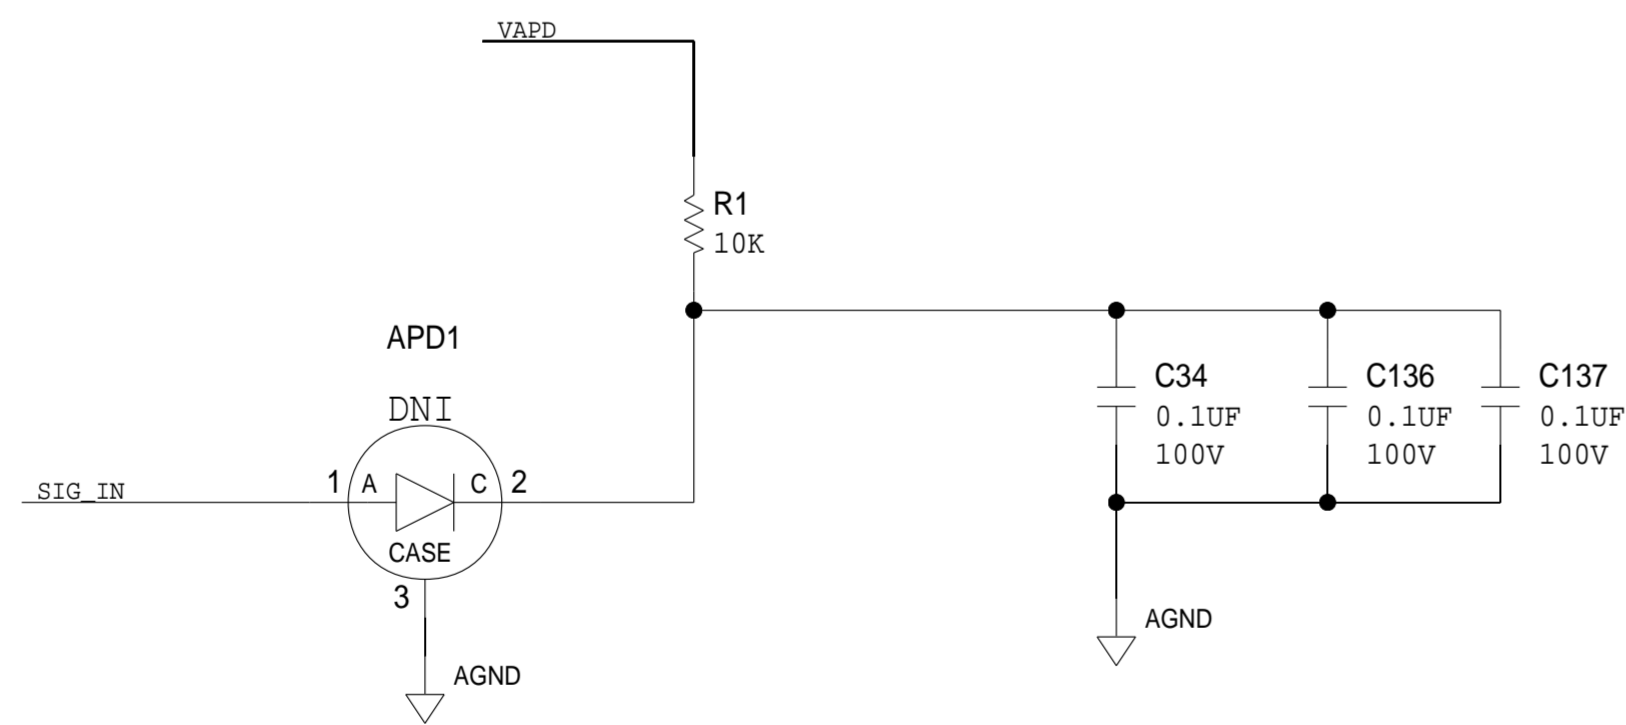 VAPD
R1
10K
APD1
DNI
C34
0.1UF
100V
C136
0.1UF
100V
C137
0.1UF
100V
SIG_IN
1 A C 2
CASE
3
AGND
AGND